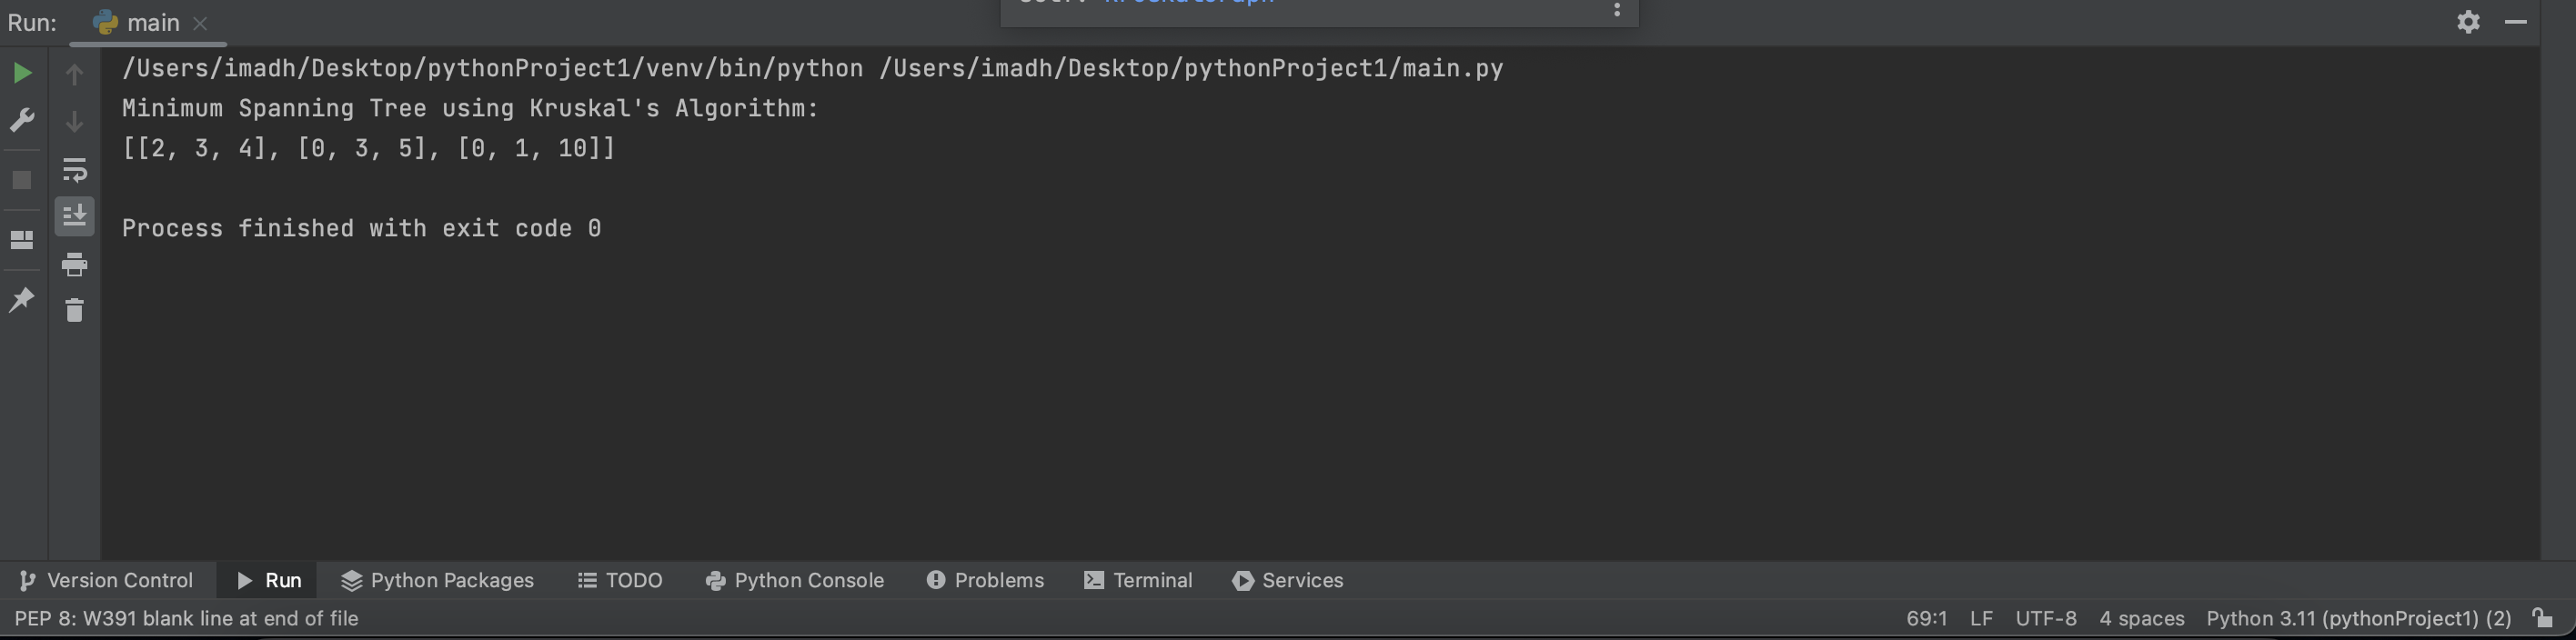 Run: main
/Users/imadh/Desktop/pythonProject1/venv/bin/python /Users/imadh/Desktop/pythonProject1/main.py
Minimum Spanning Tree using Kruskal's Algorithm:
[[2, 3, 4], [0, 3, 5], [0, 1, 10]]
Process finished with exit code 0
Version Control Run Python Packages TODO Python Console Problems Terminal Services
PEP 8: W391 blank line at end of file 69:1 LF UTF-8 4 spaces Python 3.11 (pythonProject1) (2)